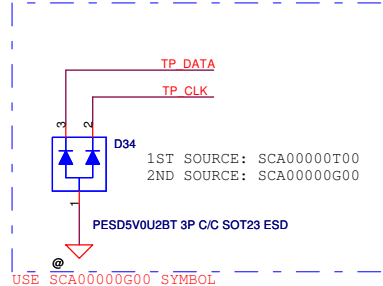 TP_DATA
TP_CLK
3
2
D34
1ST SOURCE: SCA00000T00
2ND SOURCE: SCA00000G00
1
PESD5V0U2BT 3P C/C SOT23 ESD
@
USE SCA00000G00 SYMBOL